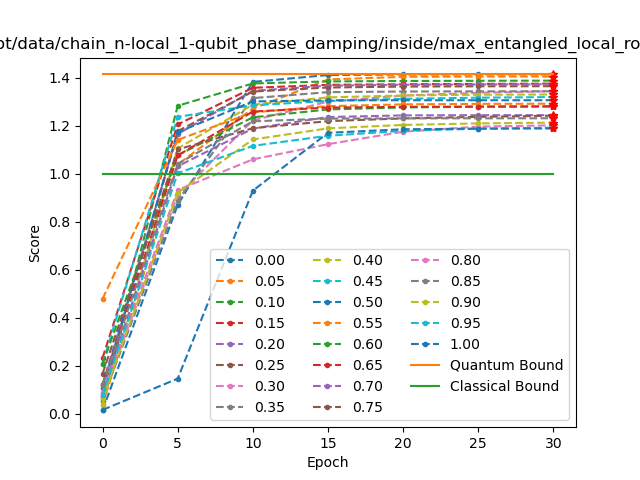 ot/data/chain_n-local_1-qubit_phase_damping/inside/max_entangled_local_ro
Score
1.4
1.2
1.0
0.8
0.6
0.4
0.2
0.0
0.00 0.40 0.80
0.05 0.45 0.85
0.10 0.50 0.90
0.15 0.55 0.95
0.20 0.60 1.00
0.25 0.65 Quantum Bound
0.30 0.70 Classical Bound
0.35 0.75
0 5 10 15 20 25 30
Epoch